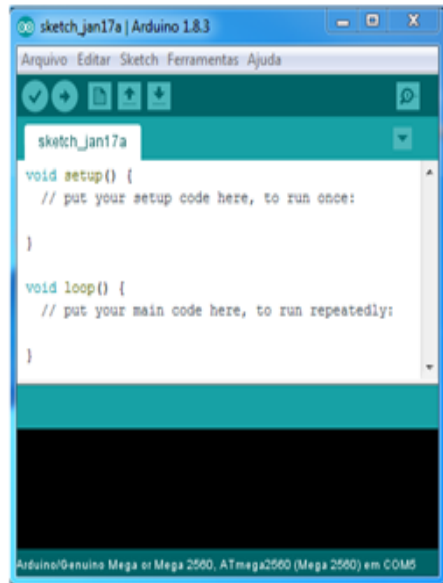 sketch_jan17a | Arduino 1.8.3
Arquivo Editar Sketch Ferramentas Ajuda
sketch_jan17a
void setup() {
// put your setup code here, to run once:
}
void loop() {
// put your main code here, to run repeatedly:
}
Arduino/Genuino Mega or Mega 2560, ATmega2560 (Mega 2560) em COM5